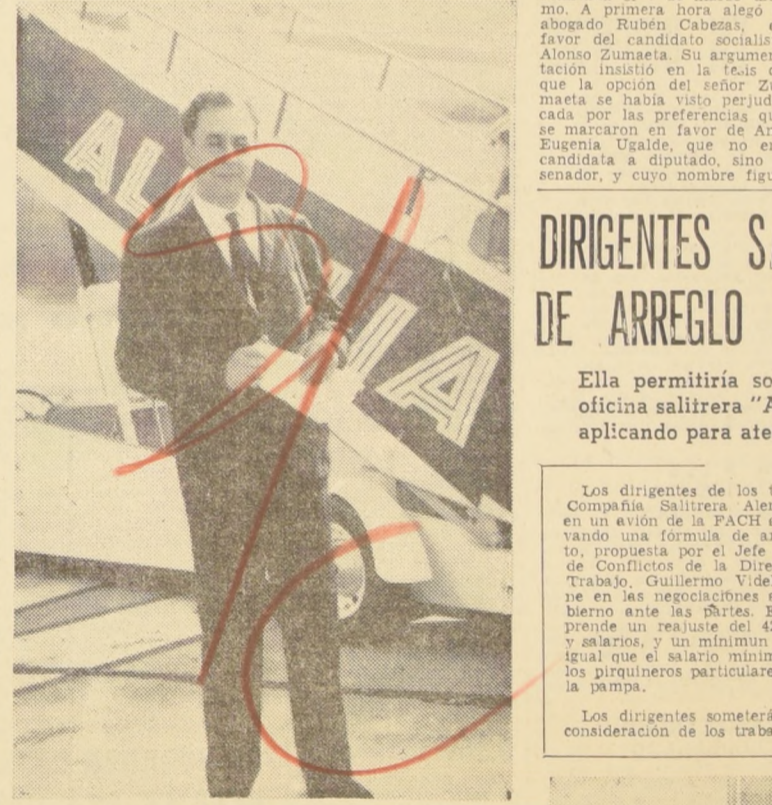 mo. A primera hora alegó
abogado Rubén Cabezas,
favor del candidato socialis
Alonso Zumaeta. Su argumen
tación insistió en la tesis
que la opción del señor Zu
maeta se había visto perjud
cada por las preferencias qu
se marcaron en favor de An
Eugenia Ugalde, que no e
candidata a diputado, sino
senador, y cuyo nombre figu
DIRIGENTES S
DE ARREGLO
Ella permitiría so
oficina salitrera "A
aplicando para ate
Los dirigentes de los t
Compañía Salitrera Ale
en un avión de la FACH
vando una fórmula de ar
to, propuesta por el Jefe
de Conflictos de la Dire
Trabajo, Guillermo Vide
ne en las negociaciones
bierno ante las partes. E
prende un reajuste del 4
y salarios, y un mínimun
igual que el salario mínim
los pirquineros particulare
la pampa.
Los dirigentes someterá
consideración de los traba
AL
IA